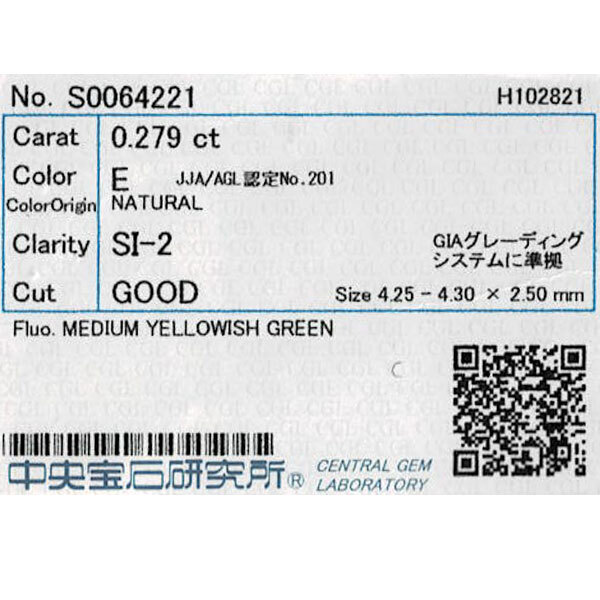 No. S0064221 H102821
Carat 0.279 ct
Color E JJA/AGL認定No.201
ColorOrigin NATURAL
Clarity SI-2 GIAグレーディング
システムに準拠
Cut GOOD Size 4.25 - 4.30 × 2.50 mm
Fluo. MEDIUM YELLOWISH GREEN
中央宝石研究所® CENTRAL GEM
LABORATORY